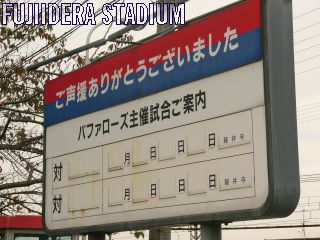 FUJIIDERA STADIUM
ご声援ありがとうございました
バファローズ主催試合ご案内
対 月 日 日 日 藤井寺
対 月 日 日 日 藤井寺